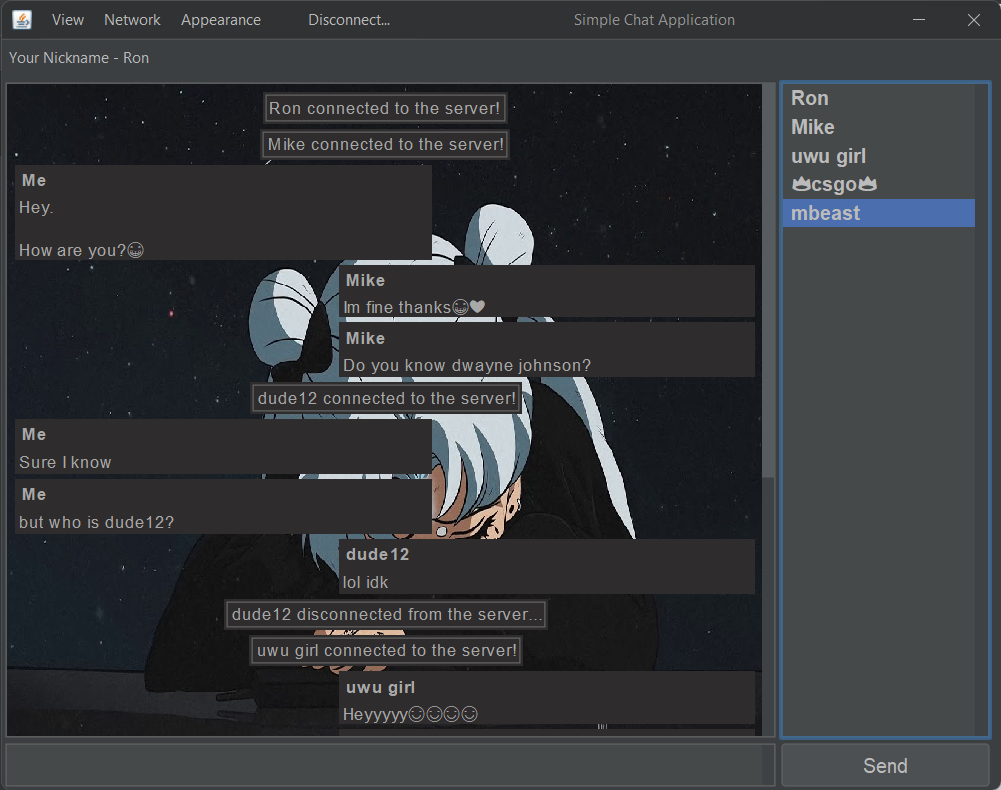 View Network Appearance Disconnect... Simple Chat Application
Your Nickname - Ron
Ron connected to the server!
Mike connected to the server!
Me
Hey.
How are you?😀
Mike
Im fine thanks😀♥
Mike
Do you know dwayne johnson?
dude12 connected to the server!
Me
Sure I know
Me
but who is dude12?
dude12
lol idk
dude12 disconnected from the server...
uwu girl connected to the server!
uwu girl
Heyyyyy☺☺☺☺
Ron
Mike
uwu girl
👑csgo👑
mbeast
Send